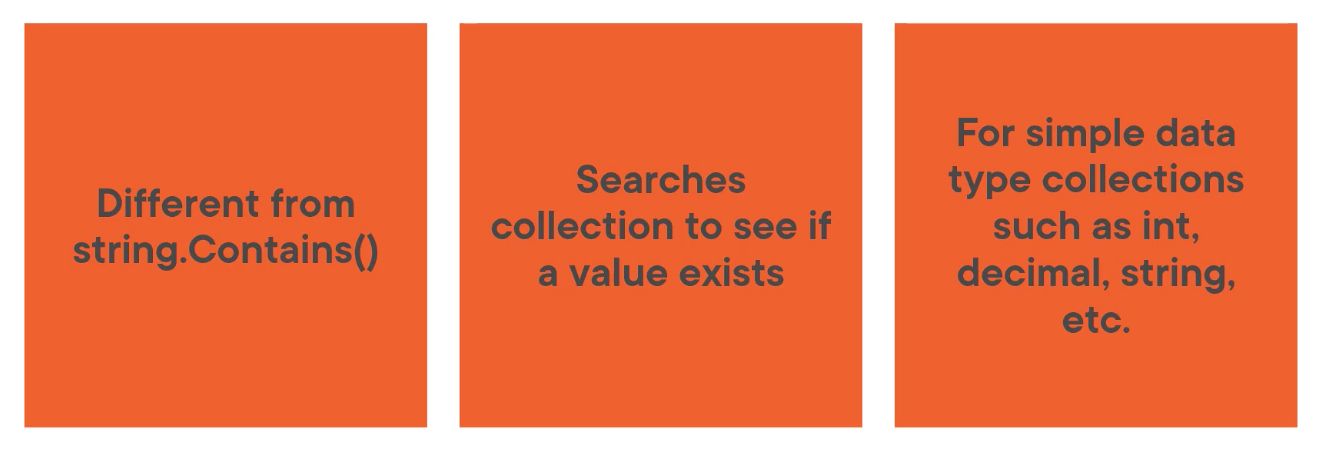 Different from
string.Contains()
Searches
collection to see if
a value exists
For simple data
type collections
such as int,
decimal, string,
etc.